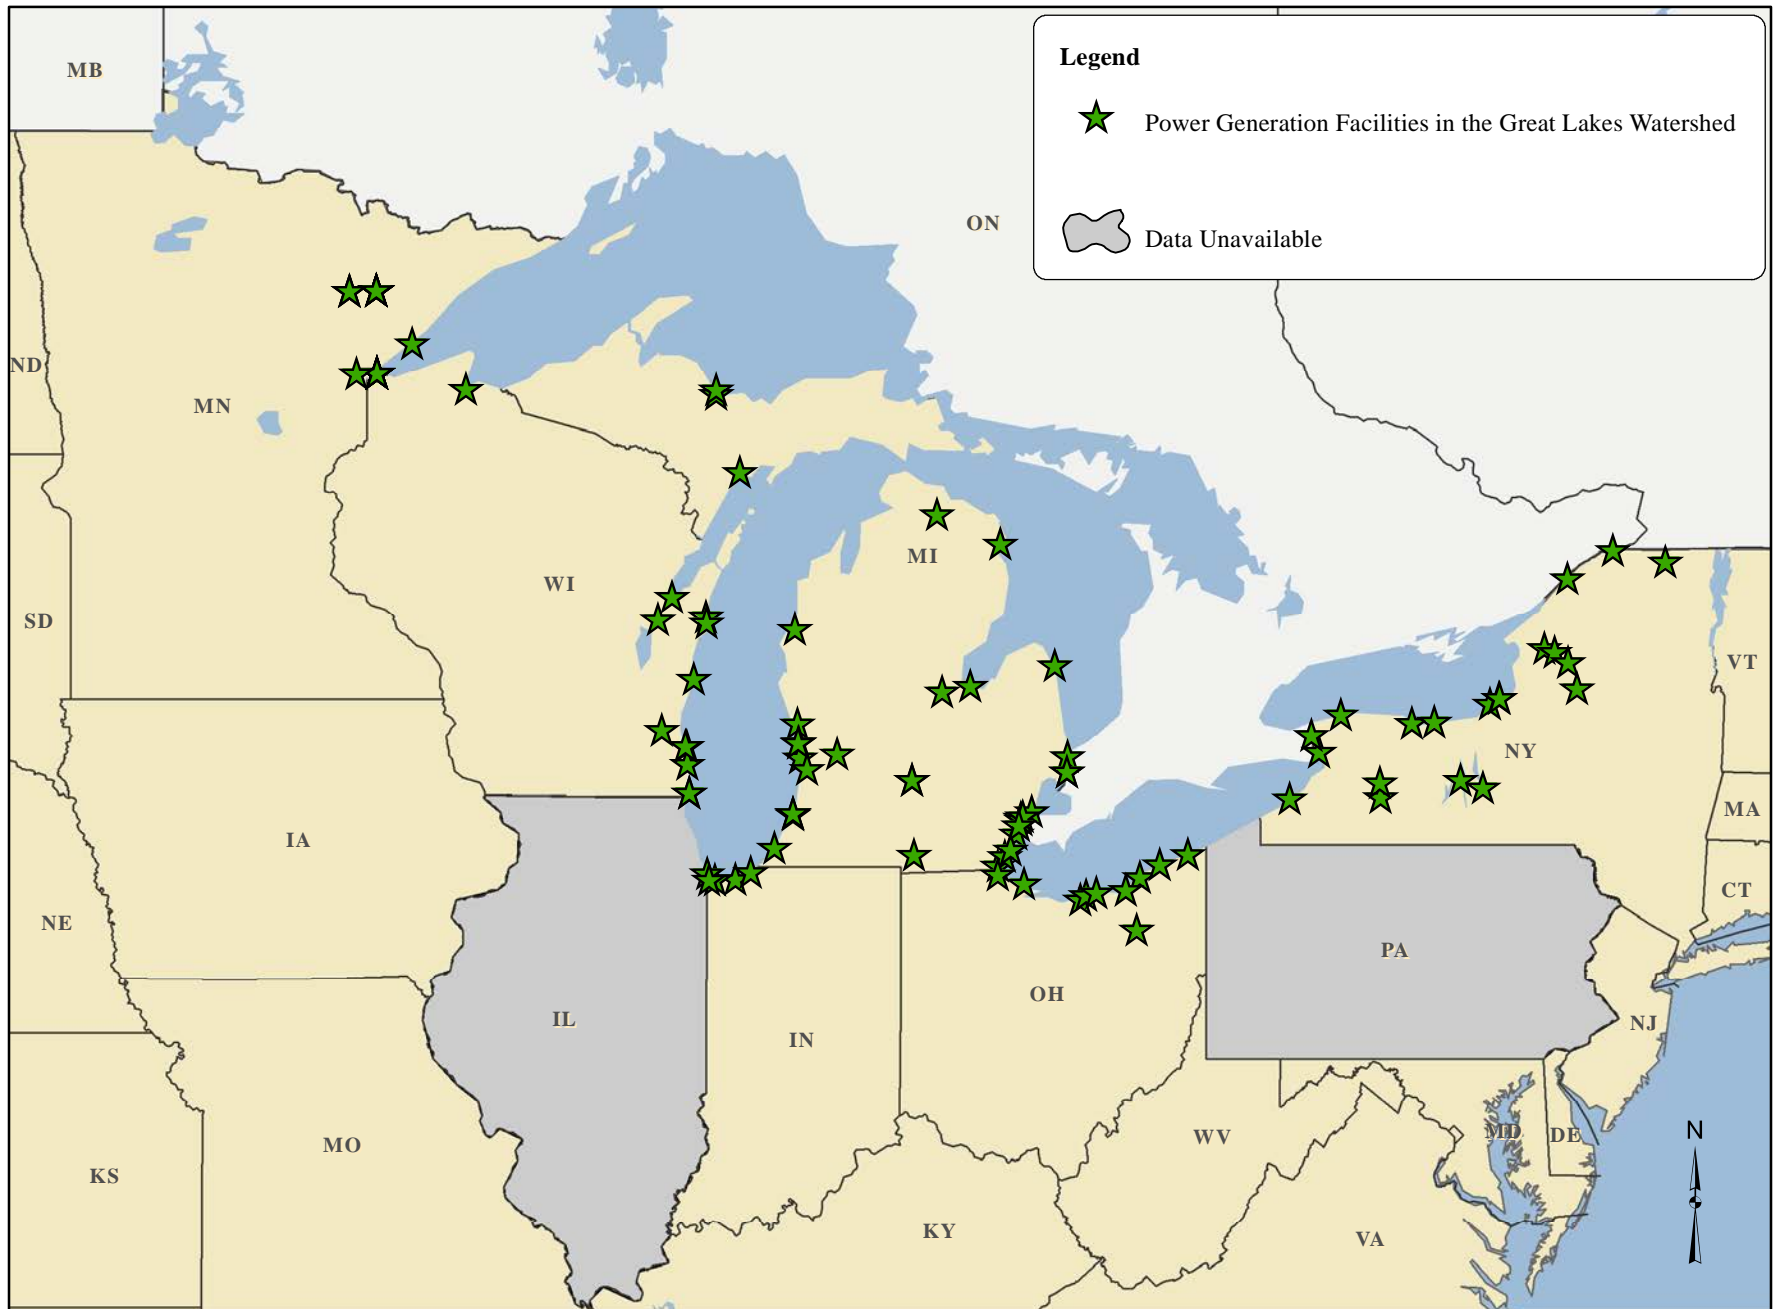 MB
Legend
Power Generation Facilities in the Great Lakes Watershed
ON
Data Unavailable
ND
MN
MI
WI
SD
VT
NY
MA
IA
CT
NE
PA
OH
IL
NJ
IN
MO
WV
MD
DE
N
KS
KY
VA